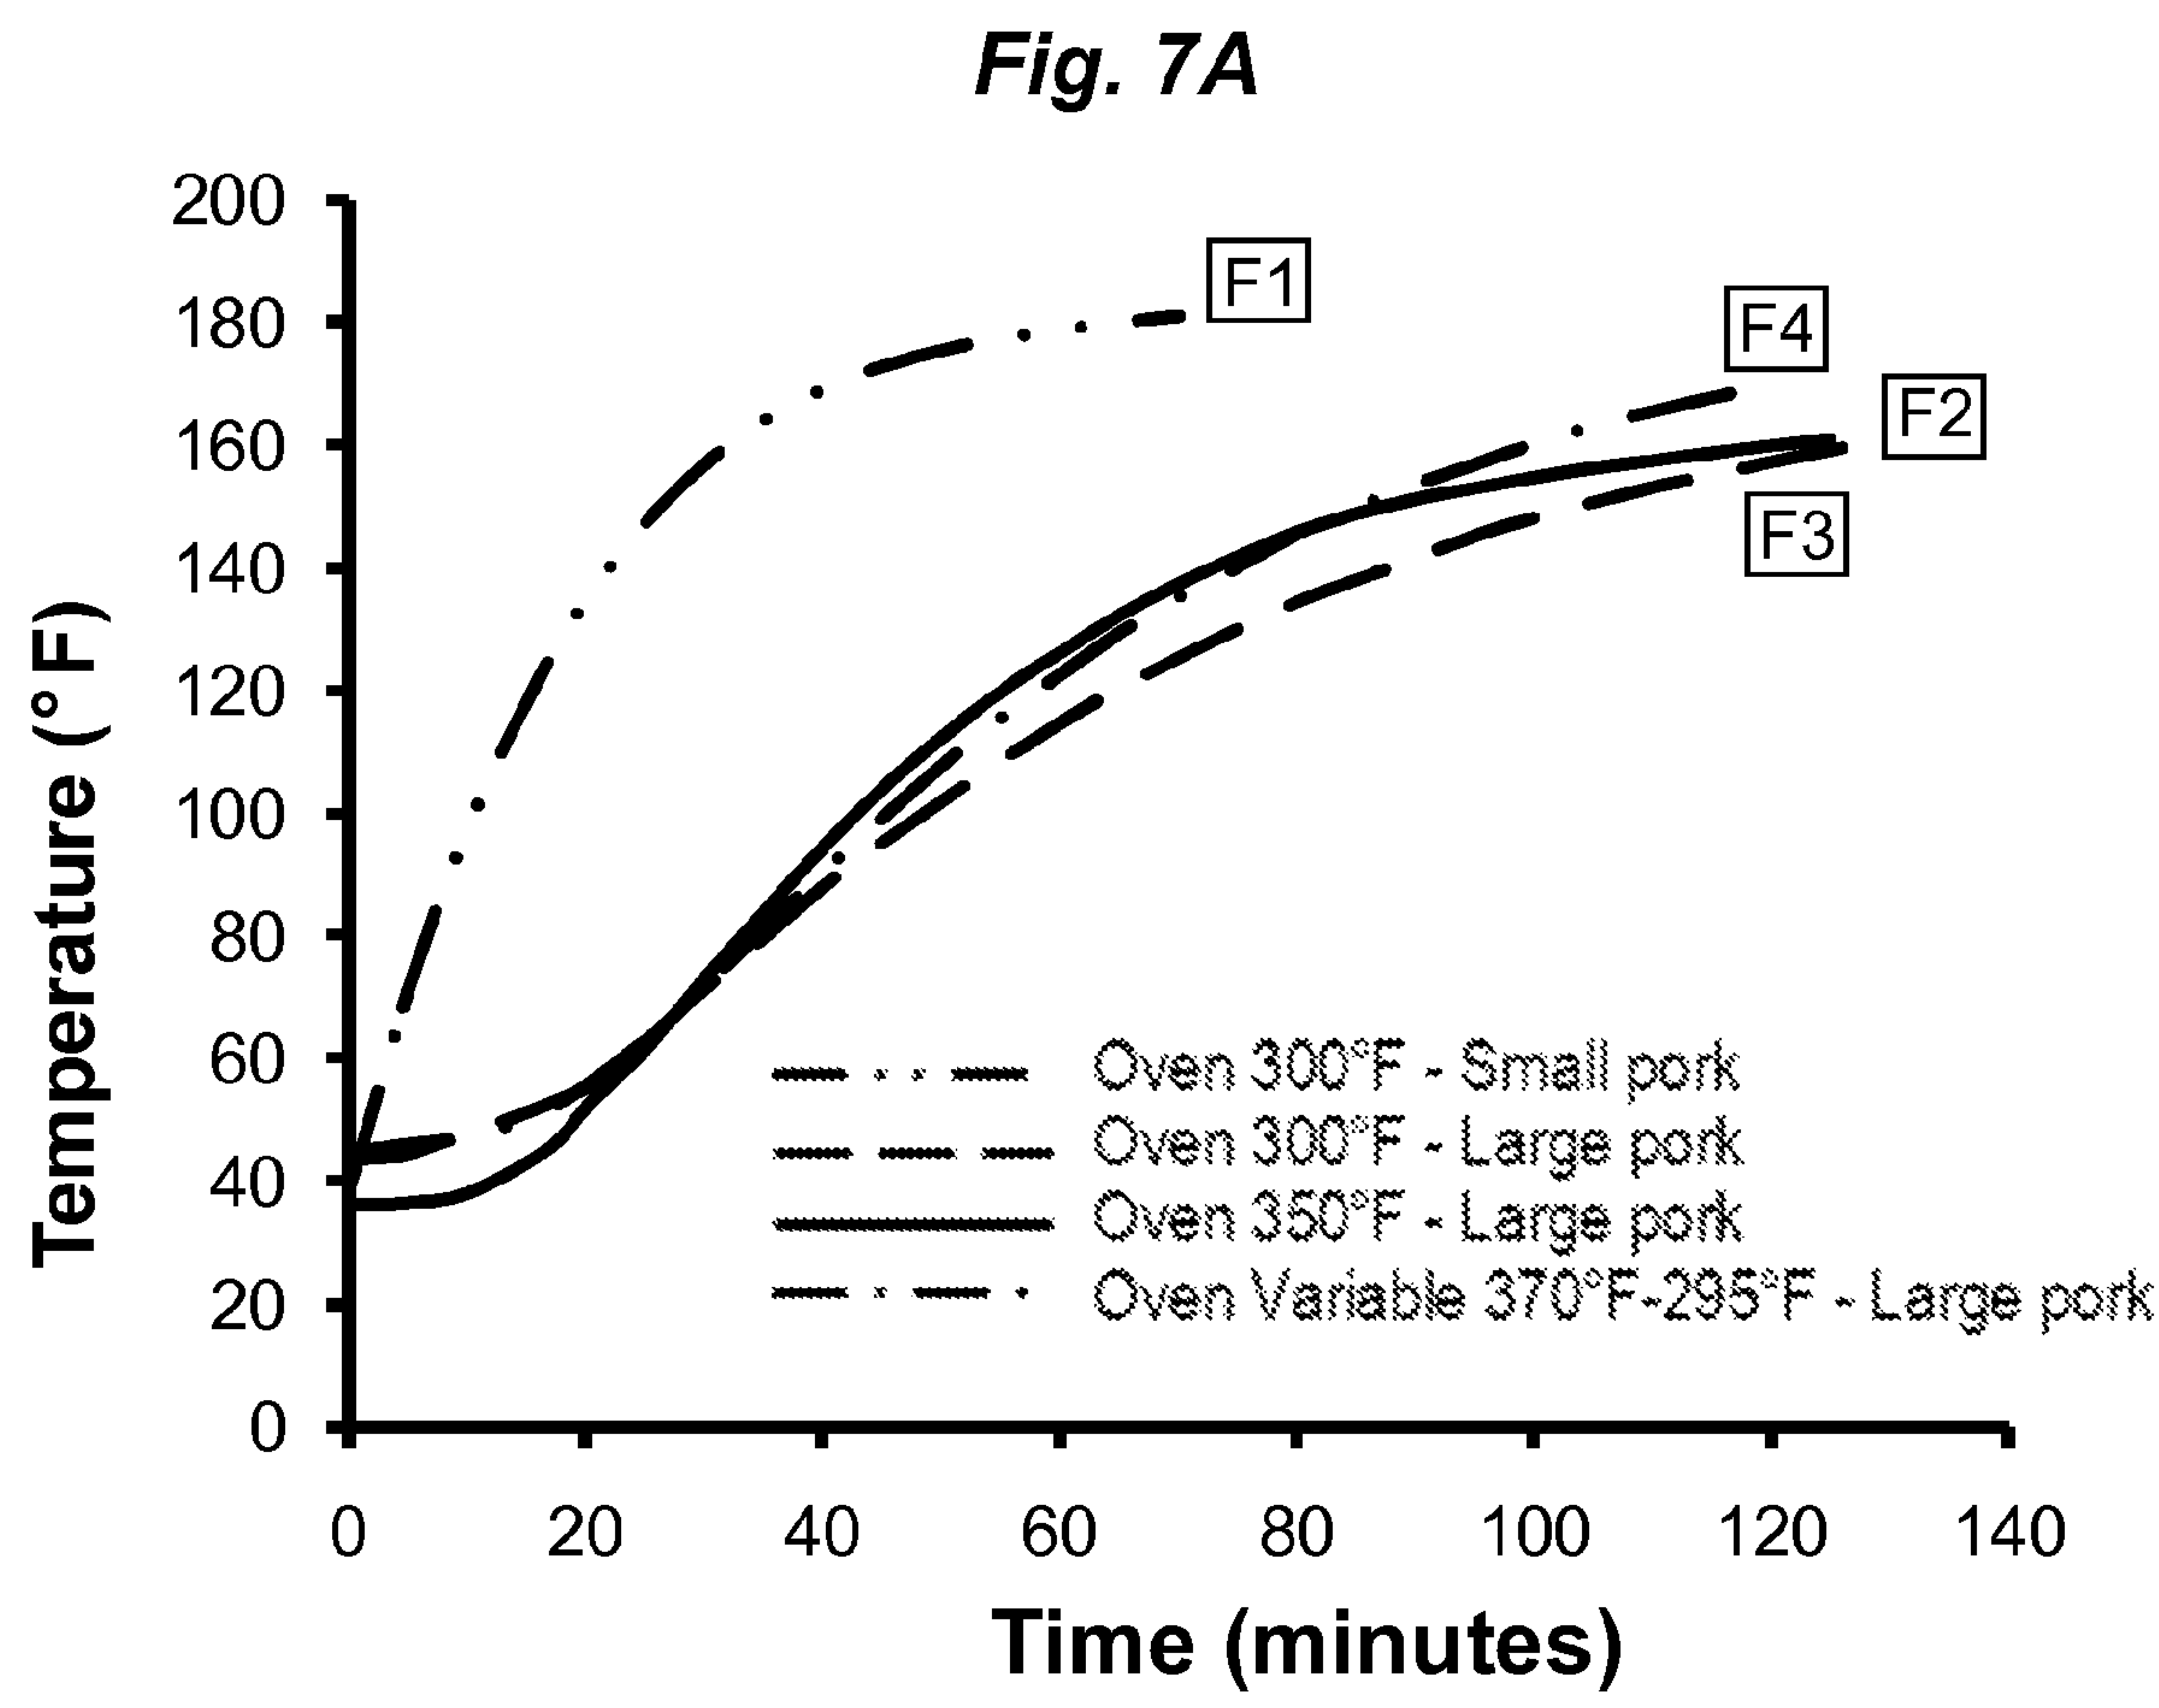 Fig. 7A
200
180
160
140
120
100
80
60
40
20
0
Temperature (°F)
F1
F4
F2
F3
Oven 300°F - Small pork
Oven 300°F - Large pork
Oven 350°F - Large pork
Oven Variable 370°F-295°F - Large pork
0 20 40 60 80 100 120 140
Time (minutes)